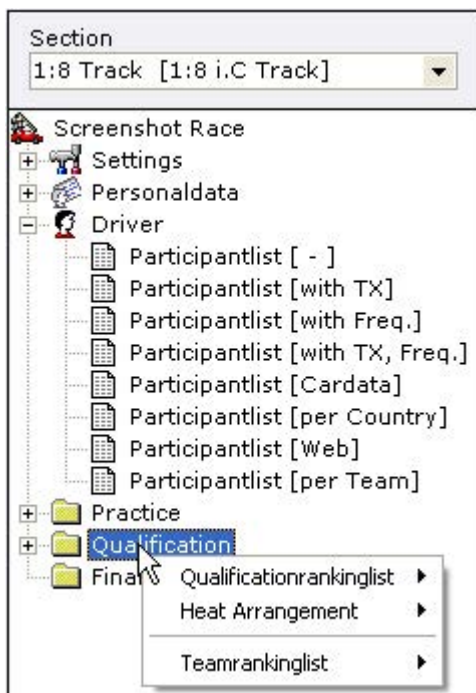 Section
1:8 Track [1:8 i.C Track]
Screenshot Race
Settings
Personaldata
Driver
Participantlist [ - ]
Participantlist [with TX]
Participantlist [with Freq.]
Participantlist [with TX, Freq.]
Participantlist [Cardata]
Participantlist [per Country]
Participantlist [Web]
Participantlist [per Team]
Practice
Qualification
Qualificationrankinglist
Heat Arrangement
Teamrankinglist